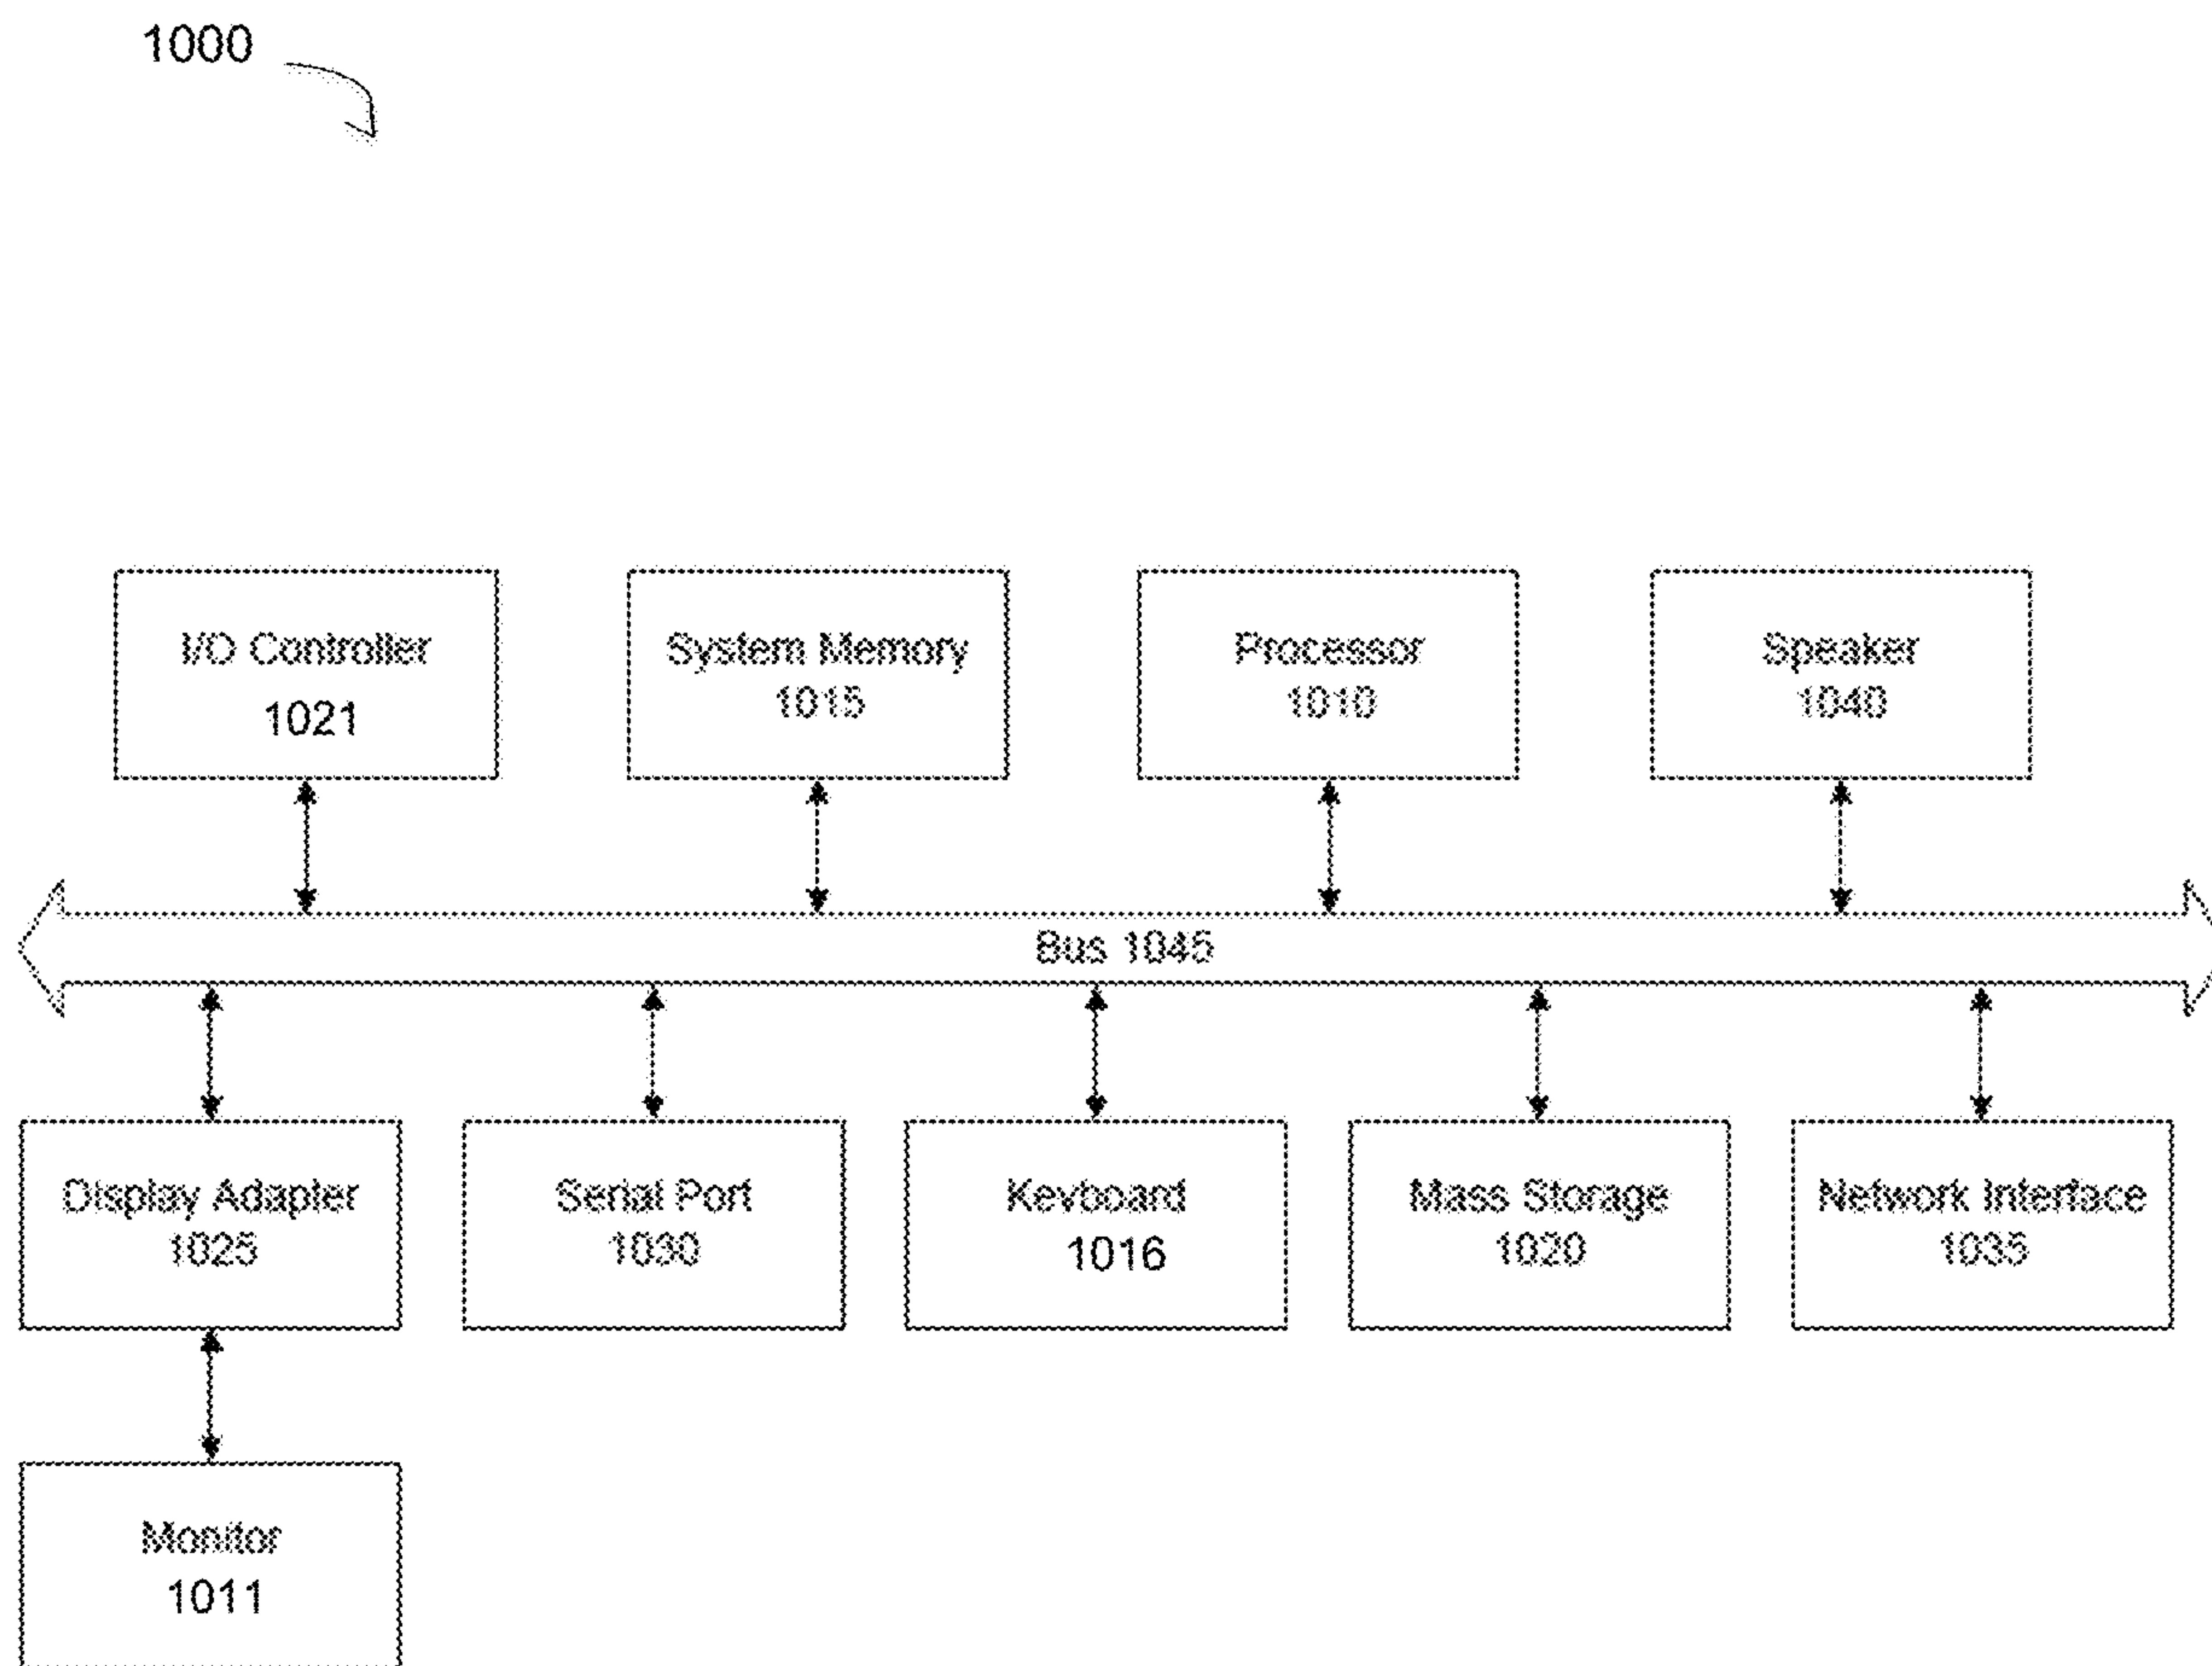 1000
I/O Controller
1021
System Memory
1015
Processor
1010
Speaker
1040
Bus 1045
Display Adapter
1025
Serial Port
1030
Keyboard
1016
Mass Storage
1020
Network Interface
1035
Monitor
1011